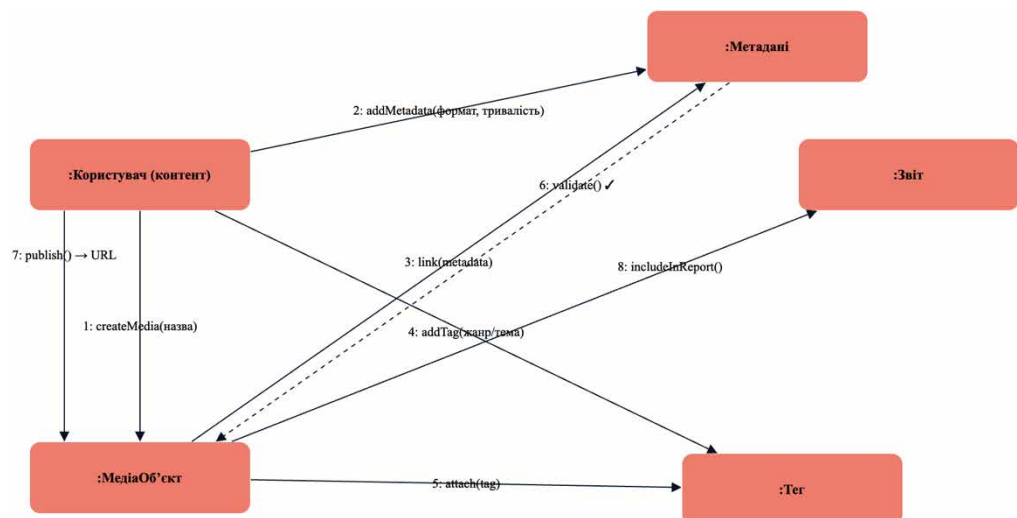 :Метадані
2: addMetadata(формат, тривалість)
:Користувач (контент)
:Звіт
6: validate() ✓
7: publish() → URL
3: link(metadata)
8: includeInReport()
1: createMedia(назва)
4: addTag(жанр/тема)
:МедіаОб’єкт
5: attach(tag)
:Тег